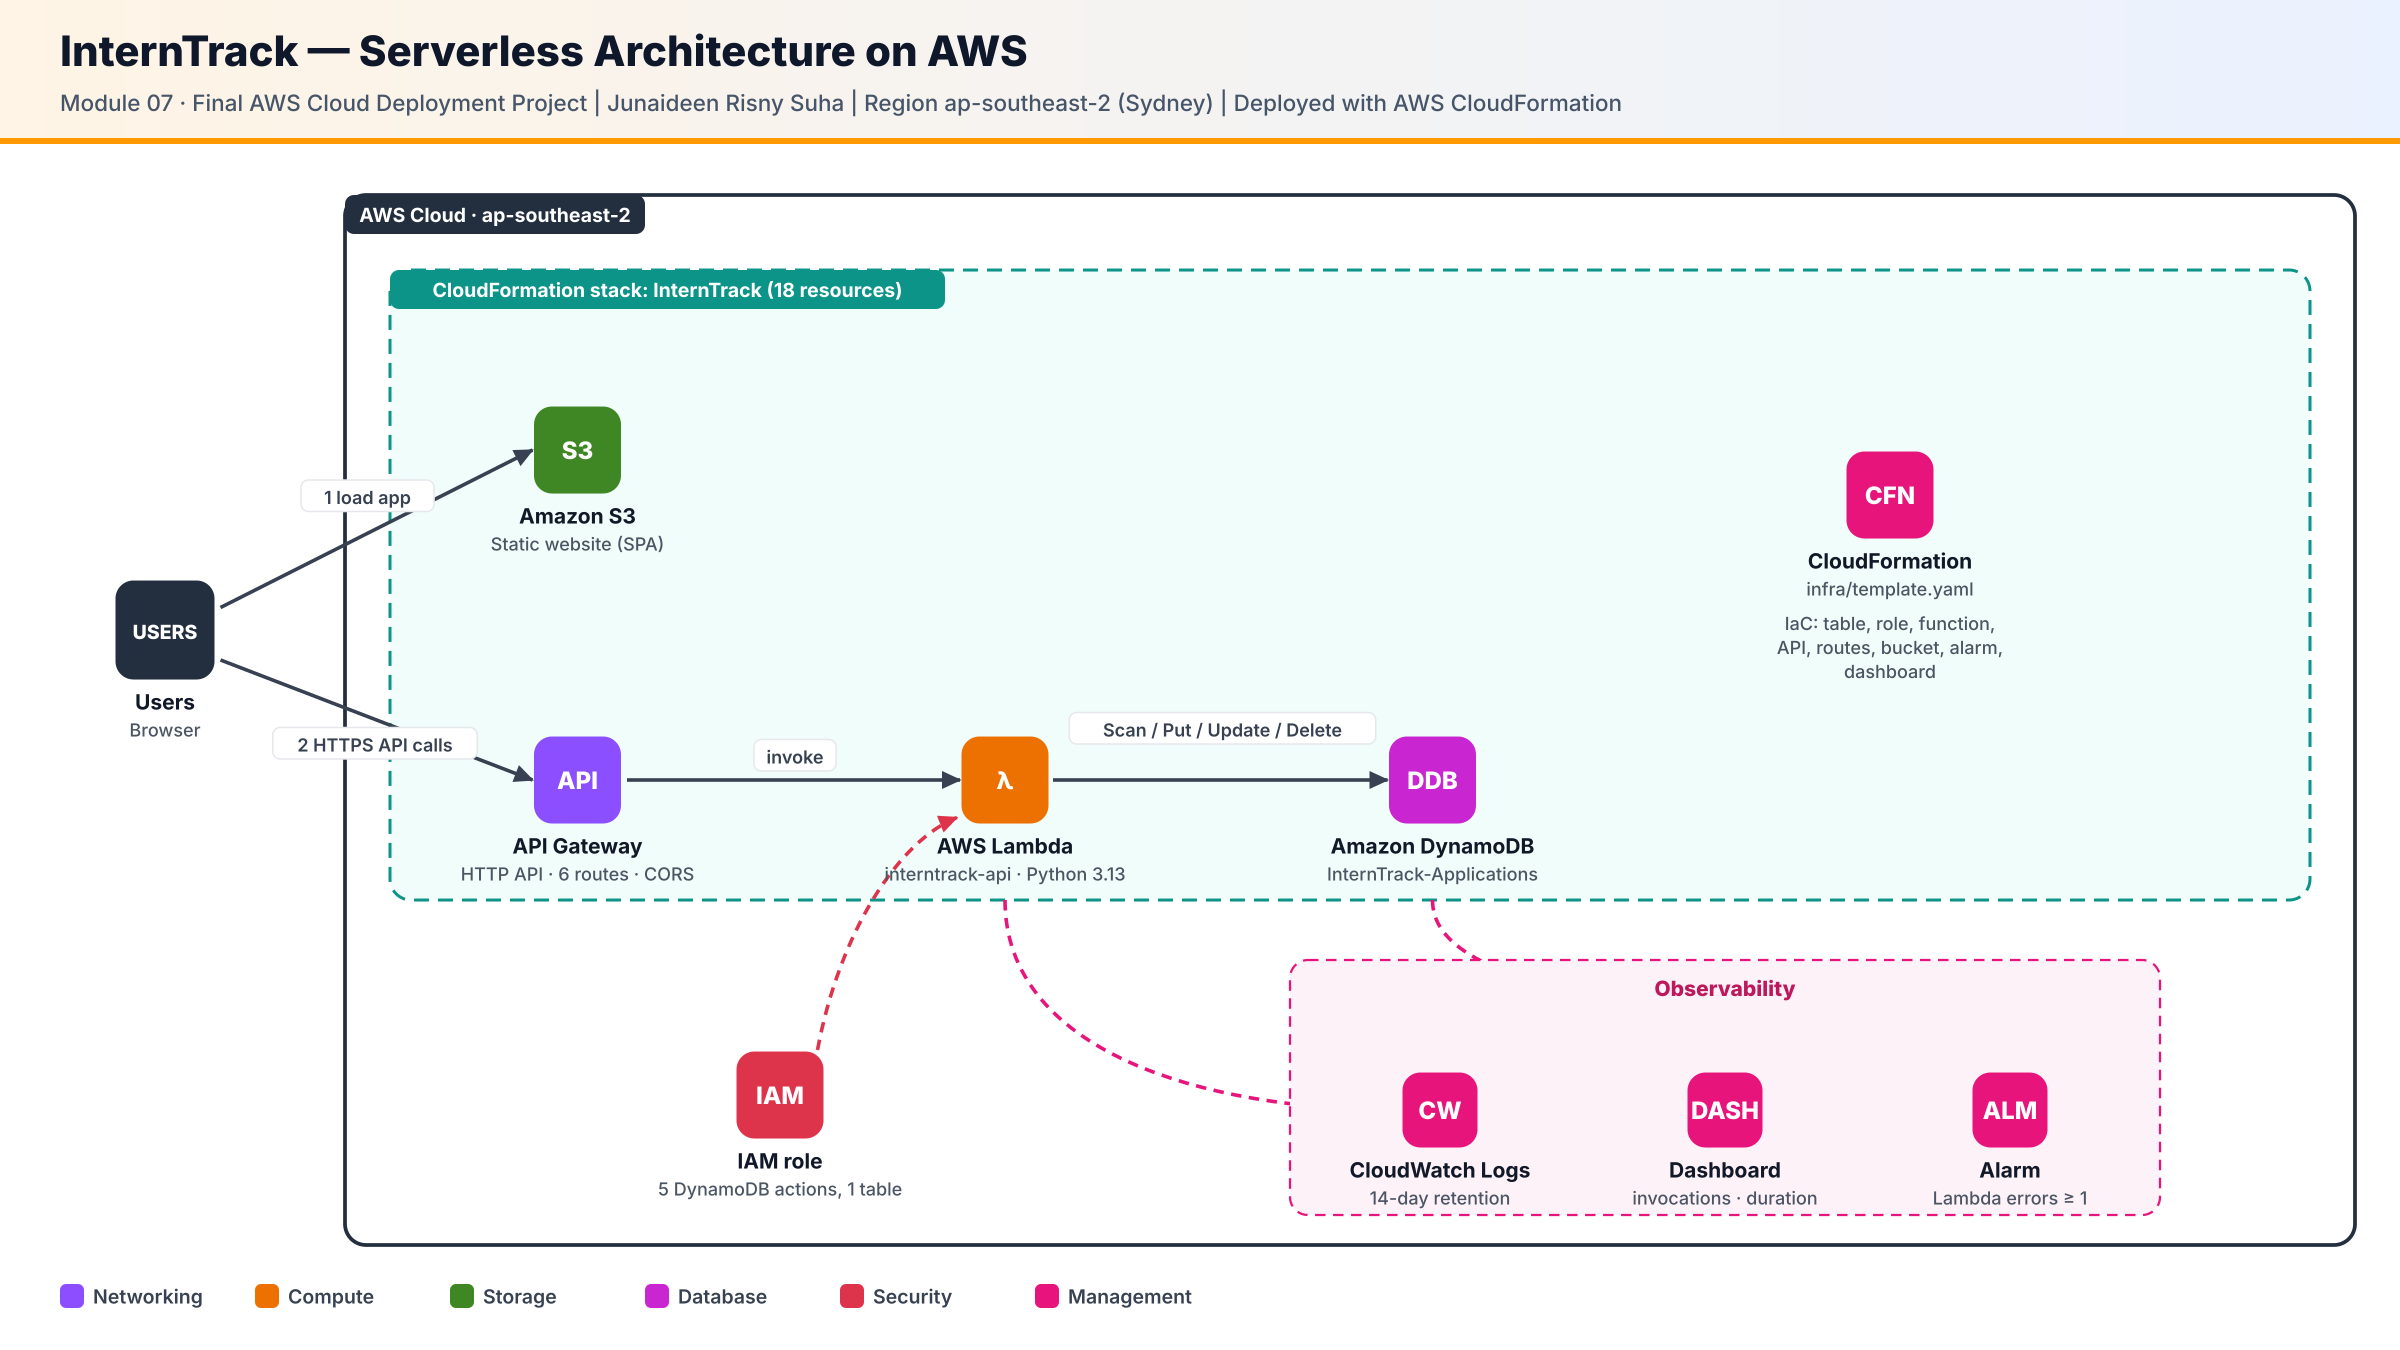 InternTrack — Serverless Architecture on AWS
Module 07 · Final AWS Cloud Deployment Project | Junaideen Risny Suha | Region ap-southeast-2 (Sydney) | Deployed with AWS CloudFormation
AWS Cloud · ap-southeast-2
CloudFormation stack: InternTrack (18 resources)
S3
Amazon S3
Static website (SPA)
1 load app
CFN
CloudFormation
infra/template.yaml
IaC: table, role, function,
API, routes, bucket, alarm,
dashboard
USERS
Users
Browser
2 HTTPS API calls
API
API Gateway
HTTP API · 6 routes · CORS
invoke
λ
AWS Lambda
interntrack-api · Python 3.13
Scan / Put / Update / Delete
DDB
Amazon DynamoDB
InternTrack-Applications
IAM
IAM role
5 DynamoDB actions, 1 table
Observability
CW
CloudWatch Logs
14-day retention
DASH
Dashboard
invocations · duration
ALM
Alarm
Lambda errors ≥ 1
Networking
Compute
Storage
Database
Security
Management